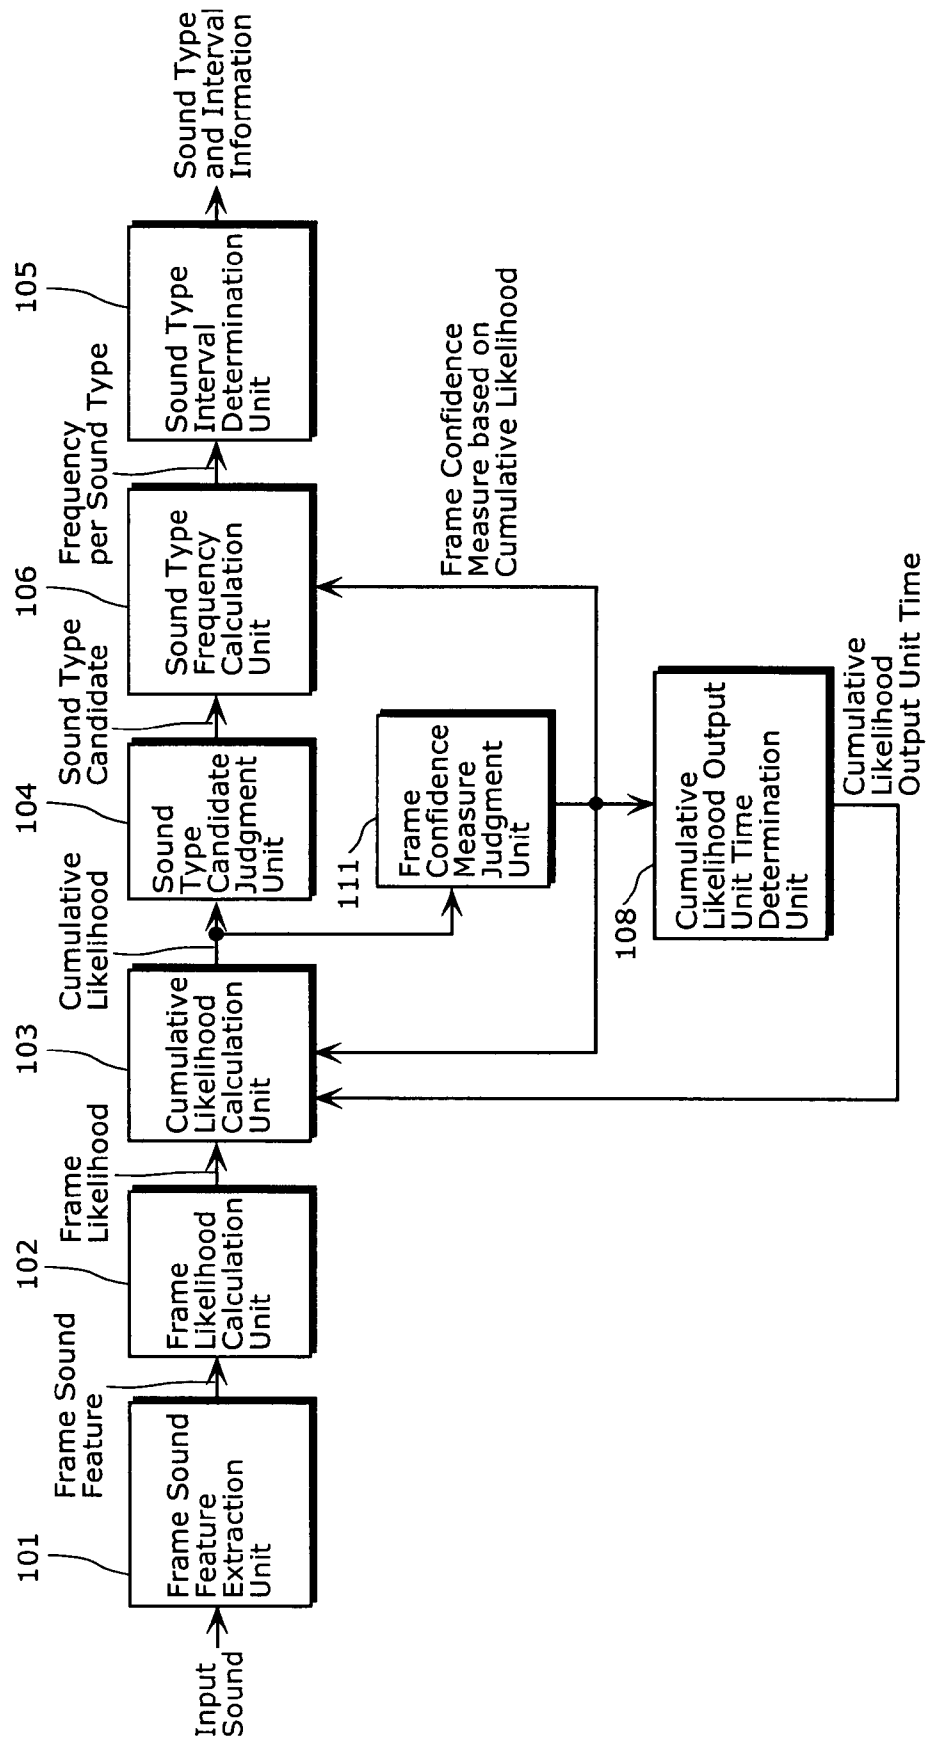 Input
Sound
101
Frame Sound
Feature
Extraction
Unit
Frame Sound
Feature
102
Frame
Likelihood
Calculation
Unit
Frame
Likelihood
103
Cumulative
Likelihood
Calculation
Unit
Cumulative
Likelihood
104
Sound
Type
Candidate
Judgment
Unit
Sound Type
Candidate
106
Sound Type
Frequency
Calculation
Unit
Frequency
per Sound Type
105
Sound Type
Interval
Determination
Unit
Sound Type
and Interval
Information
111
Frame
Confidence
Measure
Judgment
Unit
Frame Confidence
Measure based on
Cumulative Likelihood
108
Cumulative
Likelihood Output
Unit Time
Determination
Unit
Cumulative
Likelihood
Output Unit Time